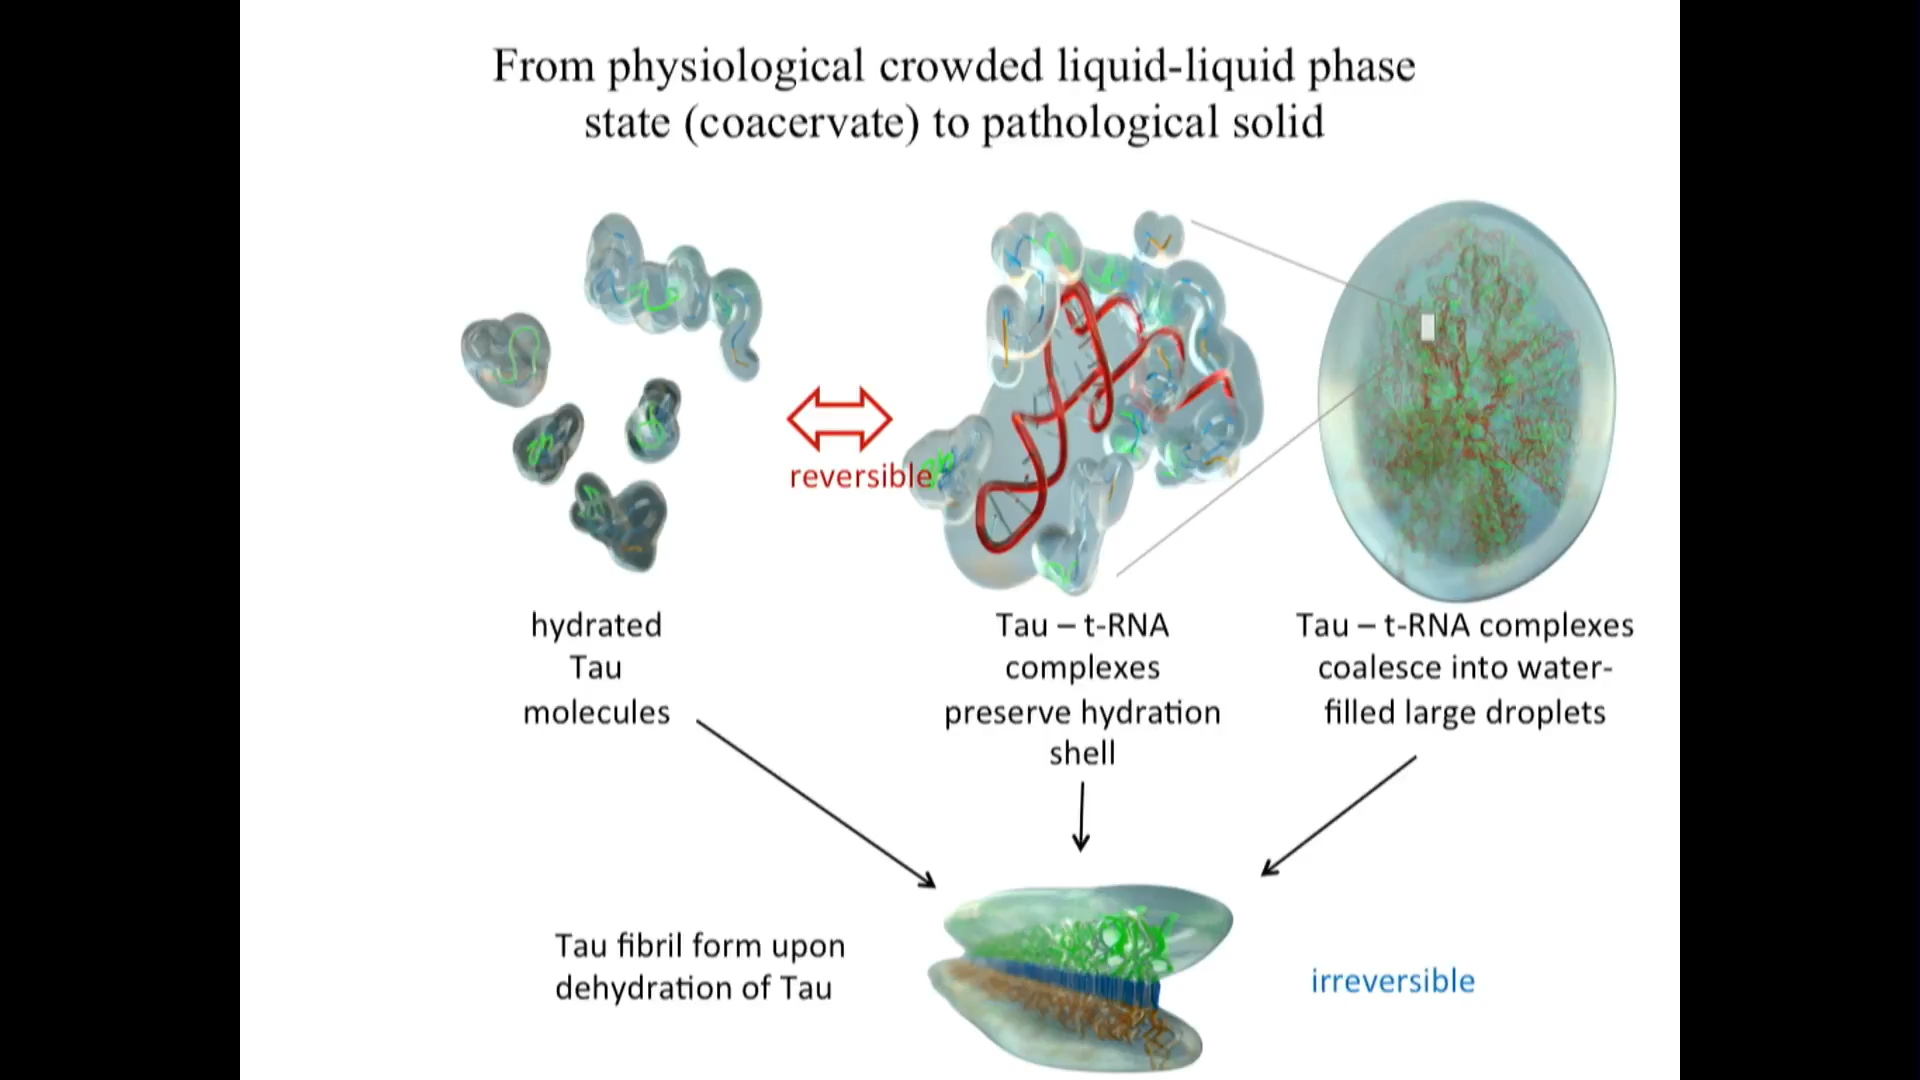 From physiological crowded liquid-liquid phase
state (coacervate) to pathological solid
reversible
hydrated
Tau
molecules
Tau – t-RNA
complexes
preserve hydration
shell
Tau – t-RNA complexes
coalesce into water-
filled large droplets
Tau fibril form upon
dehydration of Tau
irreversible